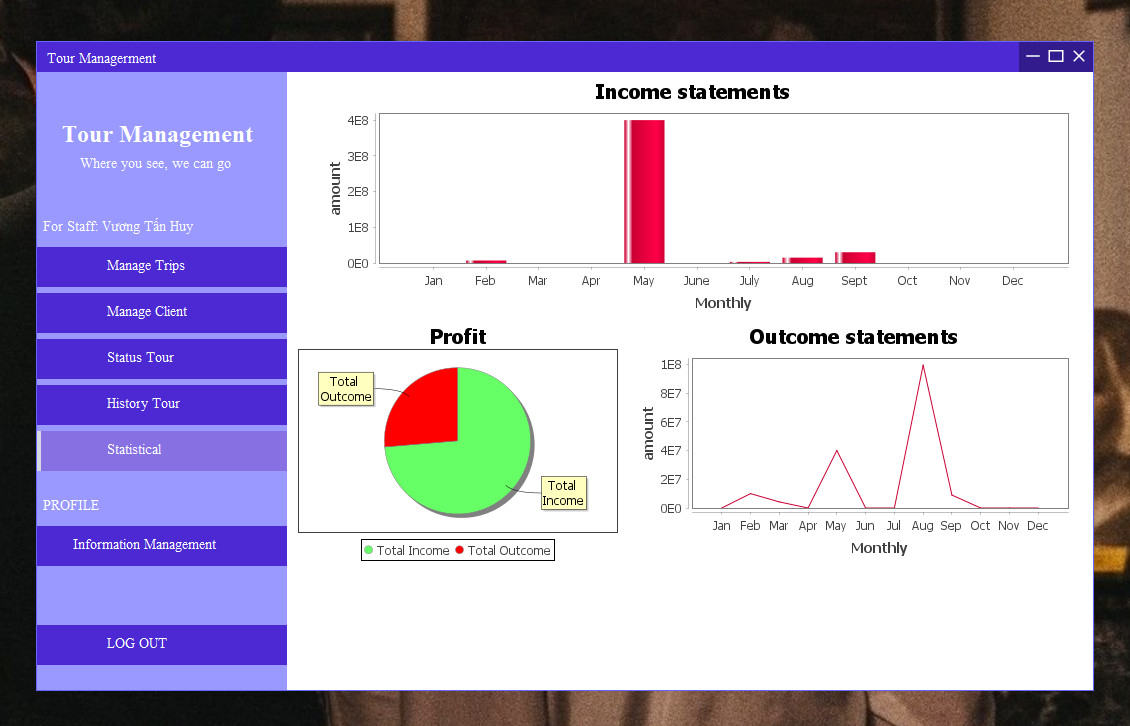 Tour Managerment
Tour Management
Where you see, we can go
For Staff: Vương Tấn Huy
Manage Trips
Manage Client
Status Tour
History Tour
Statistical
PROFILE
Information Management
LOG OUT
Income statements
amount
4E8
3E8
2E8
1E8
0E0
Jan Feb Mar Apr May June July Aug Sept Oct Nov Dec
Monthly
Profit
Total
Outcome
Total
Income
Total Income Total Outcome
Outcome statements
amount
1E8
8E7
6E7
4E7
2E7
0E0
Jan Feb Mar Apr May Jun Jul Aug Sep Oct Nov Dec
Monthly